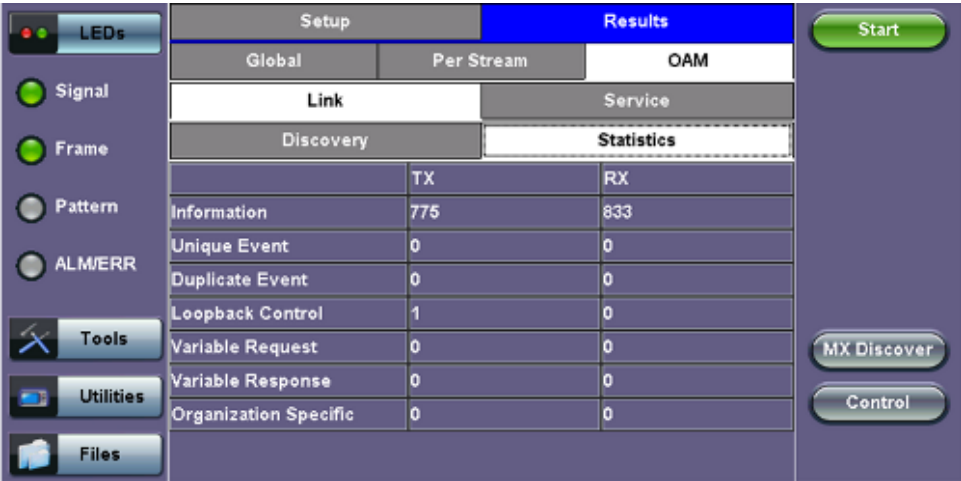 LEDs
Setup
Results
Start
Global
Per Stream
OAM
Signal
Link
Service
Frame
Discovery
Statistics
TX
RX
Pattern
Information
775
833
Unique Event
0
0
ALM/ERR
Duplicate Event
0
0
Loopback Control
1
0
Tools
Variable Request
0
0
MX Discover
Variable Response
0
0
Utilities
Control
Organization Specific
0
0
Files